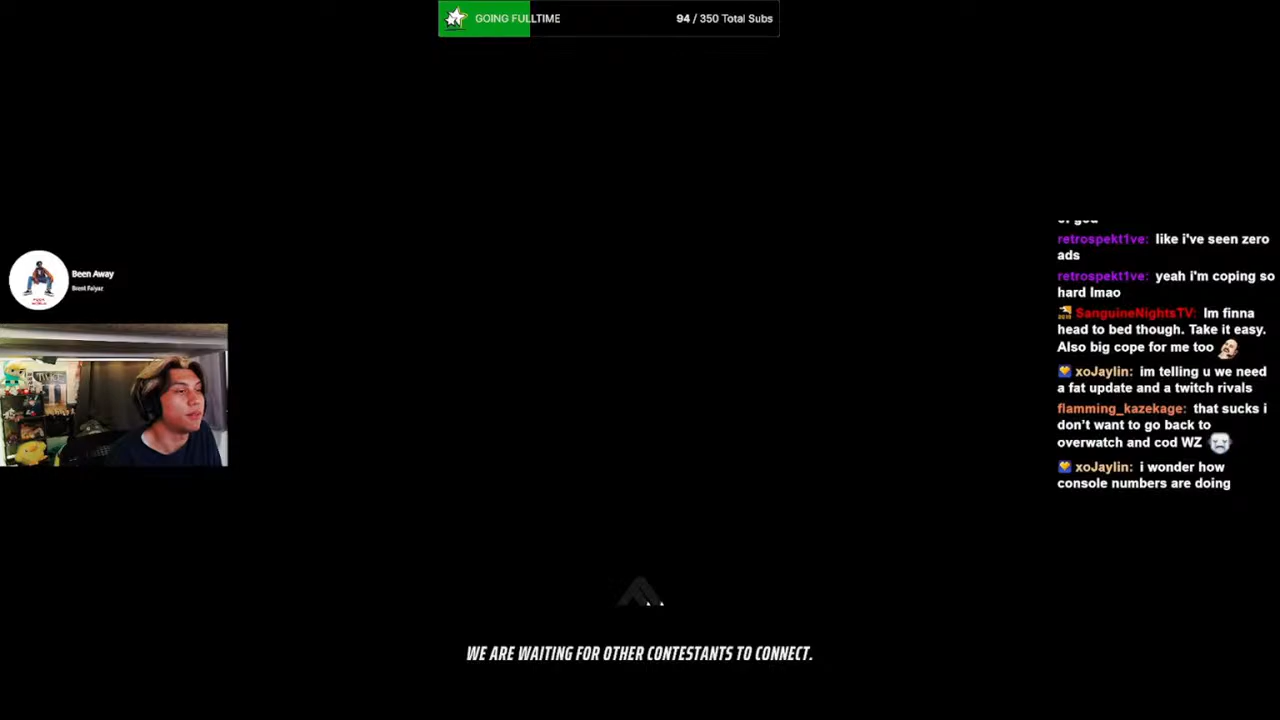 GOING FULLTIME
94 / 350 Total Subs
retrospekt1ve: like i've seen zero
ads
retrospekt1ve: yeah i'm coping so
hard lmao
SanguineNightsTV: Im finna
head to bed though. Take it easy.
Also big cope for me too
xoJaylin: im telling u we need
a fat update and a twitch rivals
flamming_kazekage: that sucks i
don't want to go back to
overwatch and cod WZ
xoJaylin: i wonder how
console numbers are doing
Been Away
Brent Faiyaz
WE ARE WAITING FOR OTHER CONTESTANTS TO CONNECT.